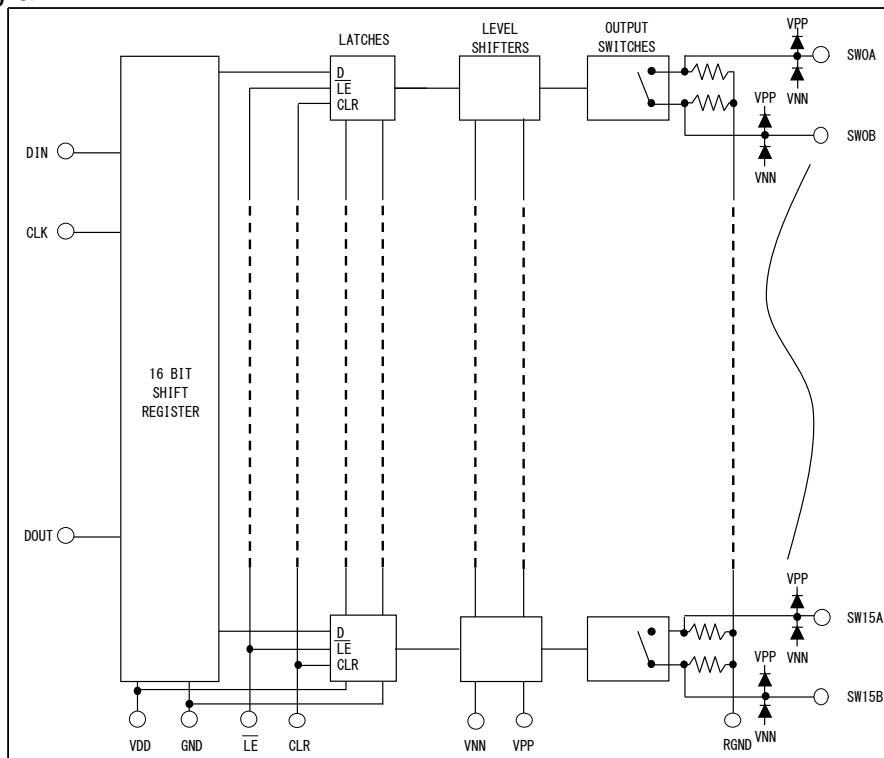 LATCHES
LEVEL
SHIFTERS
OUTPUT
SWITCHES
VPP
SW0A
VNN
D
LE
CLR
VPP
SW0B
VNN
DIN
CLK
16 BIT
SHIFT
REGISTER
DOUT
VPP
SW15A
VNN
D
LE
CLR
VPP
SW15B
VNN
VDD
GND
LE
CLR
VNN
VPP
RGND